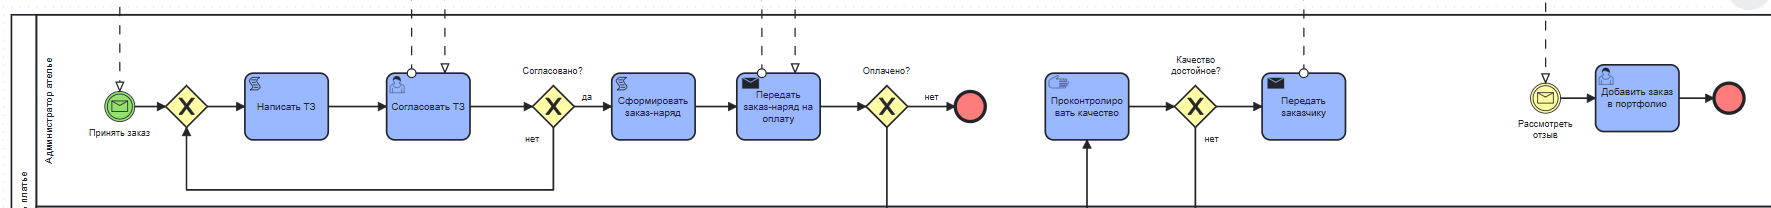 Администратор ателье
платье
Принять заказ
Написать ТЗ
Согласовать ТЗ
Согласовано?
да
нет
Сформировать
заказ-наряд
Передать
заказ-наряд на
оплату
Оплачено?
нет
Проконтролиро
вать качество
Качество
достойное?
нет
Передать
заказчику
Рассмотреть
отзыв
Добавить заказ
в портфолио